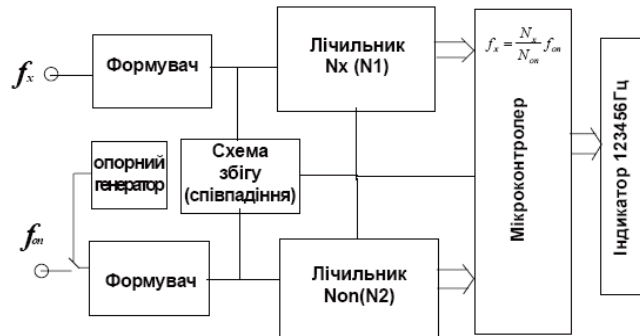 fₓ
Формувач
Лічильник
Nx (N1)
fₓ = Nₓ / Nₒₙ fₒₙ
опорний
генератор
Схема
збігу
(співпадіння)
Мікроконтролер
Індикатор 123456Гц
fₒₙ
Формувач
Лічильник
Non(N2)